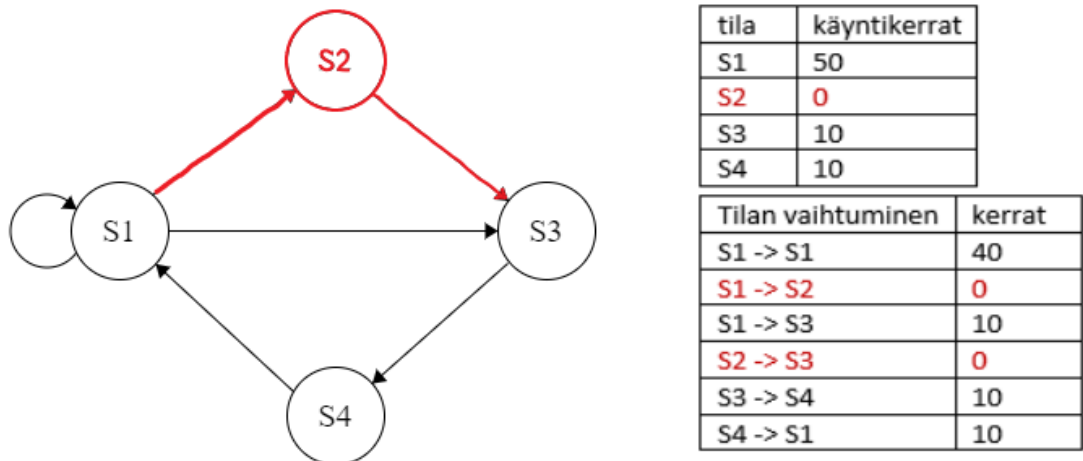 S2
S1
S3
S4
tila käyntikerrat
S1 50
S2 0
S3 10
S4 10
Tilan vaihtuminen kerrat
S1 -> S1 40
S1 -> S2 0
S1 -> S3 10
S2 -> S3 0
S3 -> S4 10
S4 -> S1 10